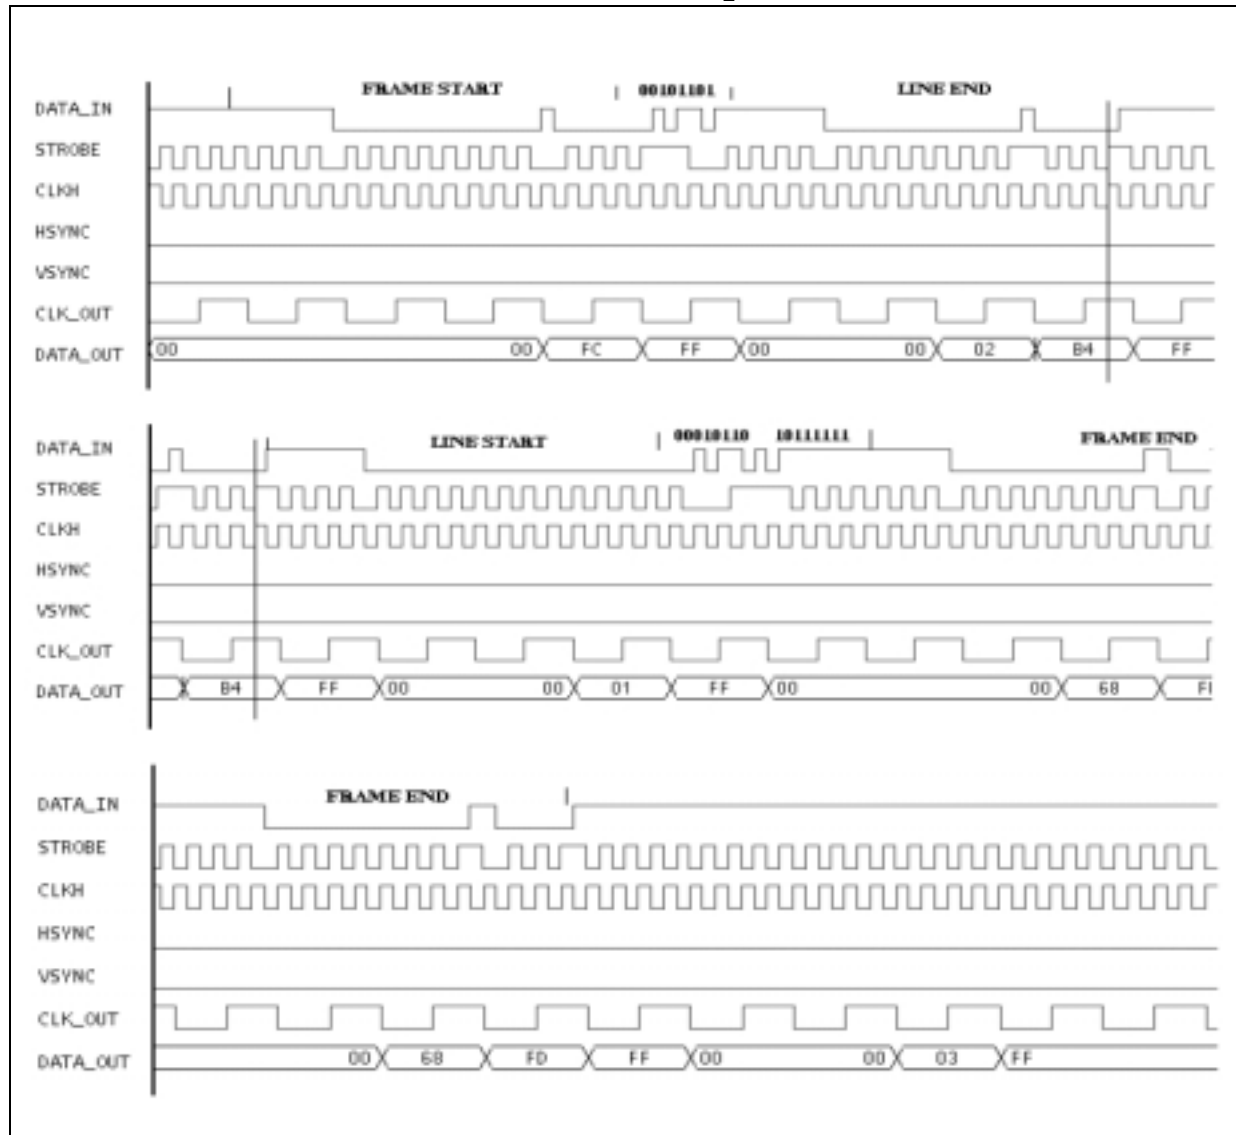 FRAME START 00101101 LINE END
DATA_IN
STROBE
CLKH
HSYNC
VSYNC
CLK_OUT
DATA_OUT 00 00 FC FF 00 00 02 B4 FF
LINE START 00010110 10111111 FRAME END
DATA_IN
STROBE
CLKH
HSYNC
VSYNC
CLK_OUT
DATA_OUT B4 FF 00 00 01 FF 00 00 68
FRAME END
DATA_IN
STROBE
CLKH
HSYNC
VSYNC
CLK_OUT
DATA_OUT 00 68 FD FF 00 00 03 FF